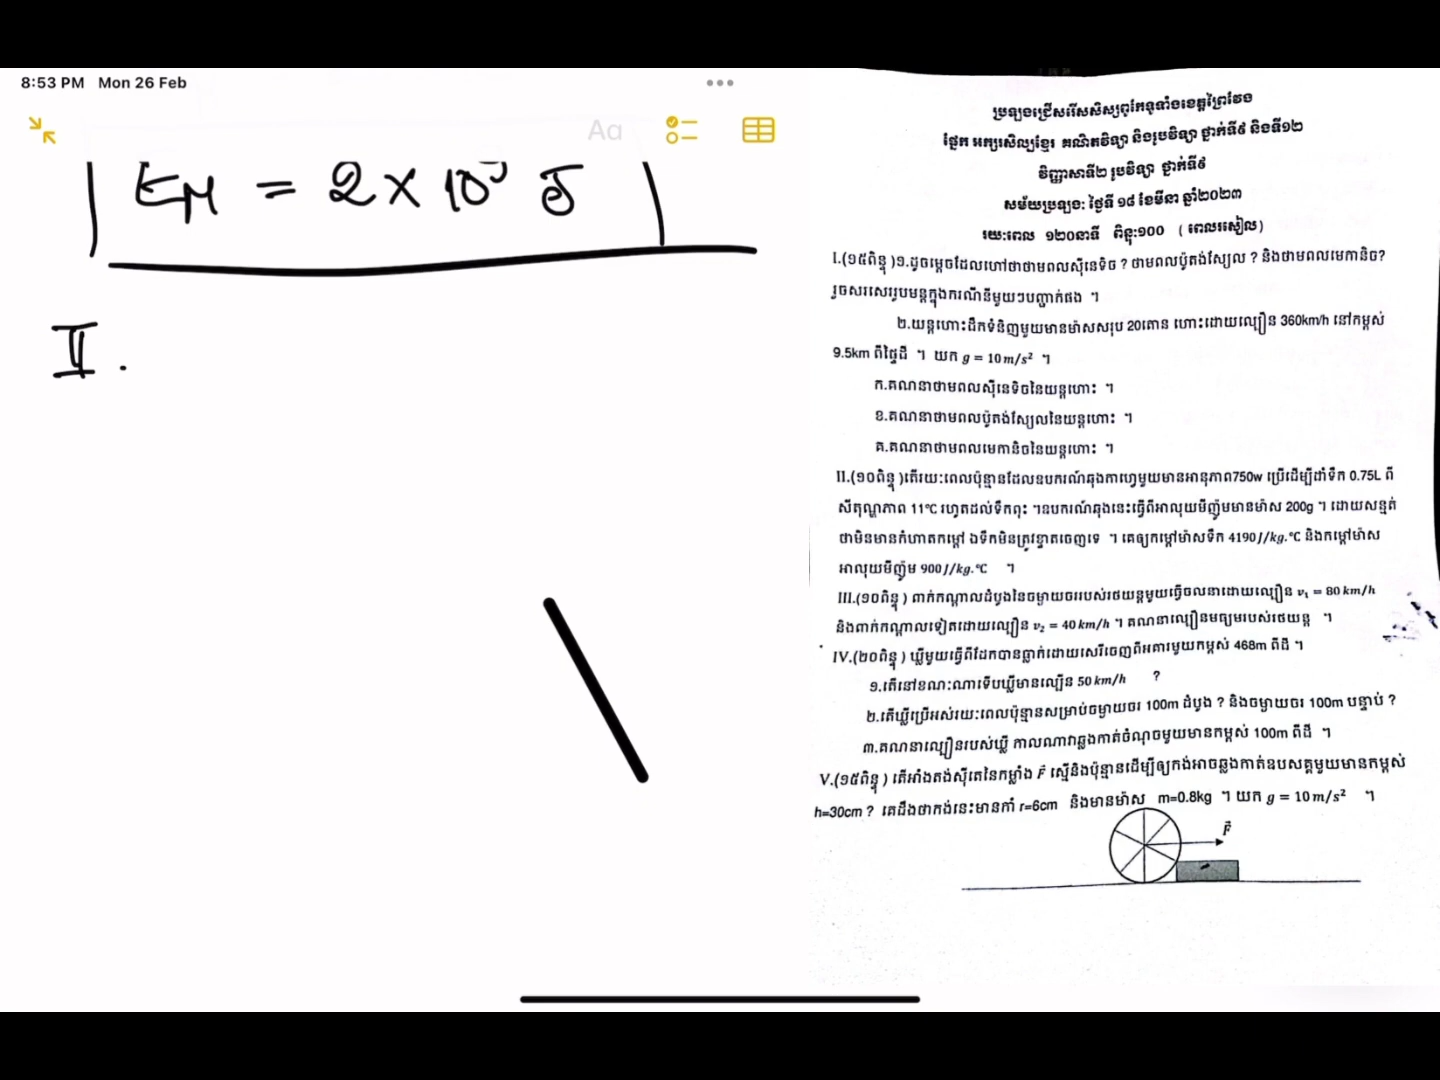 8:53 PM Mon 26 Feb
Aa
E_M = 2 × 10⁹ J
II.
ប្រឡងជ្រើសរើសសិស្សពូកែទូទាំងខេត្តព្រៃវែង
ផ្នែក អក្សរសិល្ប៍ខ្មែរ គណិតវិទ្យា និងរូបវិទ្យា ថ្នាក់ទី៩ និងទី១២
វិញ្ញាសាទី២ រូបវិទ្យា ថ្នាក់ទី៩
សម័យប្រឡង: ថ្ងៃទី ១៨ ខែមីនា ឆ្នាំ២០២៣
រយ:ពេល ១២០នាទី ពិន្ទុ:១០០ ( ពេលរសៀល)
I.(១៥ពិន្ទុ )១.ដូចម្ដេចដែលហៅថាថាមពលស៊ីនេទិច ? ថាមពលប៉ូតង់ស្យែល ? និងថាមពលមេកានិច?
រួចសរសេររូបមន្តក្នុងករណីនីមួយៗបញ្ជាក់ផង ។
២.យន្តហោះដឹកទំនិញមួយមានម៉ាសសរុប 20តោន ហោះដោយល្បឿន 360km/h នៅកម្ពស់
9.5km ពីផ្ទៃដី ។ យក g = 10 m/s² ។
ក.គណនាថាមពលស៊ីនេទិចនៃយន្តហោះ ។
ខ.គណនាថាមពលប៉ូតង់ស្យែលនៃយន្តហោះ ។
គ.គណនាថាមពលមេកានិចនៃយន្តហោះ ។
II.(១០ពិន្ទុ )តើរយ:ពេលប៉ុន្មានដែលឧបករណ៍ឆុងកាហ្វេមួយមានអានុភាព750w ប្រើដើម្បីដាំទឹក 0.75L ពី
សីតុណ្ហភាព 11°C រហូតដល់ទឹកពុះ ។ឧបករណ៍ឆុងនេះធ្វើពីអាលុយមីញ៉ូមមានម៉ាស 200g ។ ដោយសន្មត់
ថាមិនមានកំហាតកម្ដៅ ឯទឹកមិនត្រូវខ្ចាតចេញទេ ។ គេឲ្យកម្ដៅម៉ាសទឹក 4190J/kg.°C និងកម្ដៅម៉ាស
អាលុយមីញ៉ូម 900J/kg.°C ។
III.(១០ពិន្ទុ ) ពាក់កណ្ដាលដំបូងនៃចម្ងាយចររបស់រថយន្តមួយធ្វើចលនាដោយល្បឿន v₁ = 80 km/h
និងពាក់កណ្ដាលទៀតដោយល្បឿន v₂ = 40 km/h ។ គណនាល្បឿនមធ្យមរបស់រថយន្ត ។
IV.(២០ពិន្ទុ ) ឃ្លីមួយធ្វើពីដែកបានធ្លាក់ដោយសេរីចេញពីអគារមួយកម្ពស់ 468m ពីដី ។
១.តើនៅខណ:ណាទើបឃ្លីមានល្បឿន 50 km/h ?
២.តើឃ្លីប្រើអស់រយ:ពេលប៉ុន្មានសម្រាប់ចម្ងាយចរ 100m ដំបូង ? និងចម្ងាយចរ 100m បន្ទាប់ ?
៣.គណនាល្បឿនរបស់ឃ្លី កាលណាវាឆ្លងកាត់ចំណុចមួយមានកម្ពស់ 100m ពីដី ។
V.(១៥ពិន្ទុ ) តើអាំងតង់ស៊ីតេនៃកម្លាំង F⃗ ស្មើនឹងប៉ុន្មានដើម្បីឲ្យកង់អាចឆ្លងកាត់ឧបសគ្គមួយមានកម្ពស់
h=30cm ? គេដឹងថាកង់នេះមានកាំ r=6cm និងមានម៉ាស m=0.8kg ។ យក g = 10 m/s² ។
F⃗